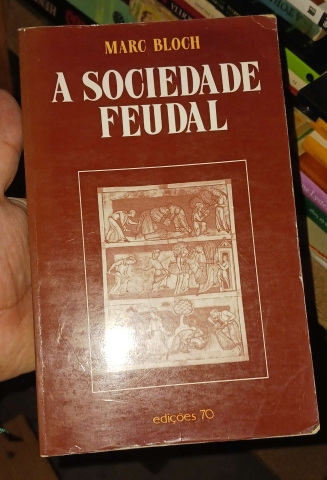 MARC BLOCH
A SOCIEDADE
FEUDAL
edições 70